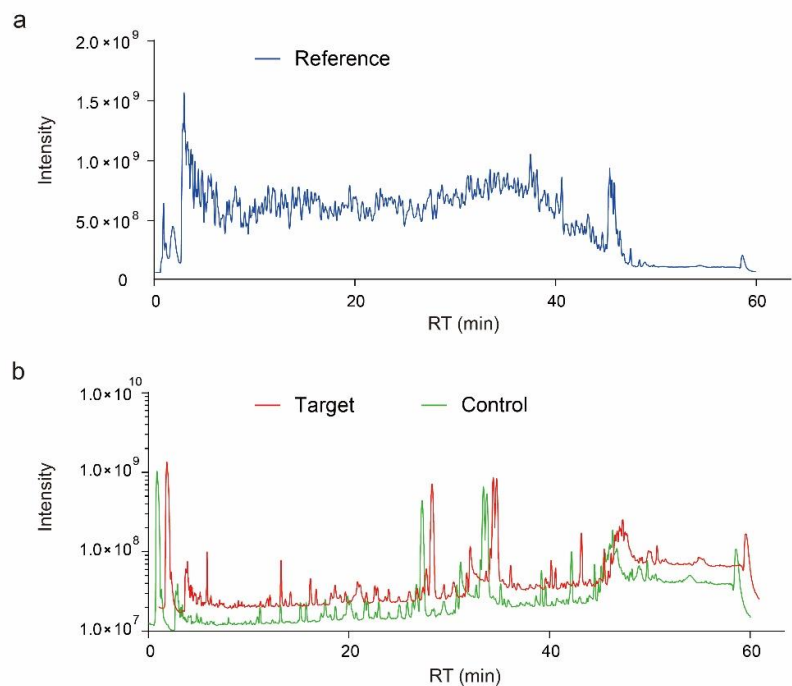 a
2.0 × 10⁹
Reference
1.5 × 10⁹
Intensity
1.0 × 10⁹
5.0 × 10⁸
0
0 20 40 60
RT (min)
b
1.0 × 10¹⁰
Target Control
1.0 × 10⁹
Intensity
1.0 × 10⁸
1.0 × 10⁷
0 20 40 60
RT (min)